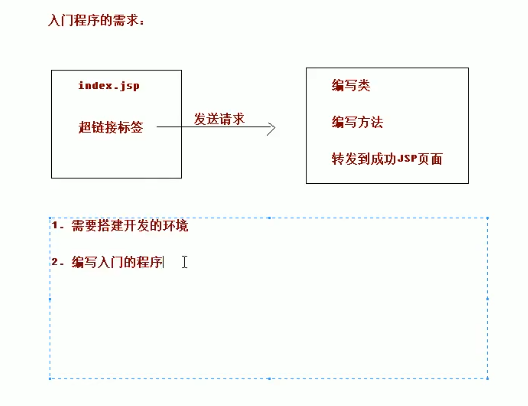 入门程序的需求：
index.jsp
超链接标签
发送请求
编写类
编写方法
转发到成功JSP页面
1. 需要搭建开发的环境
2. 编写入门的程序